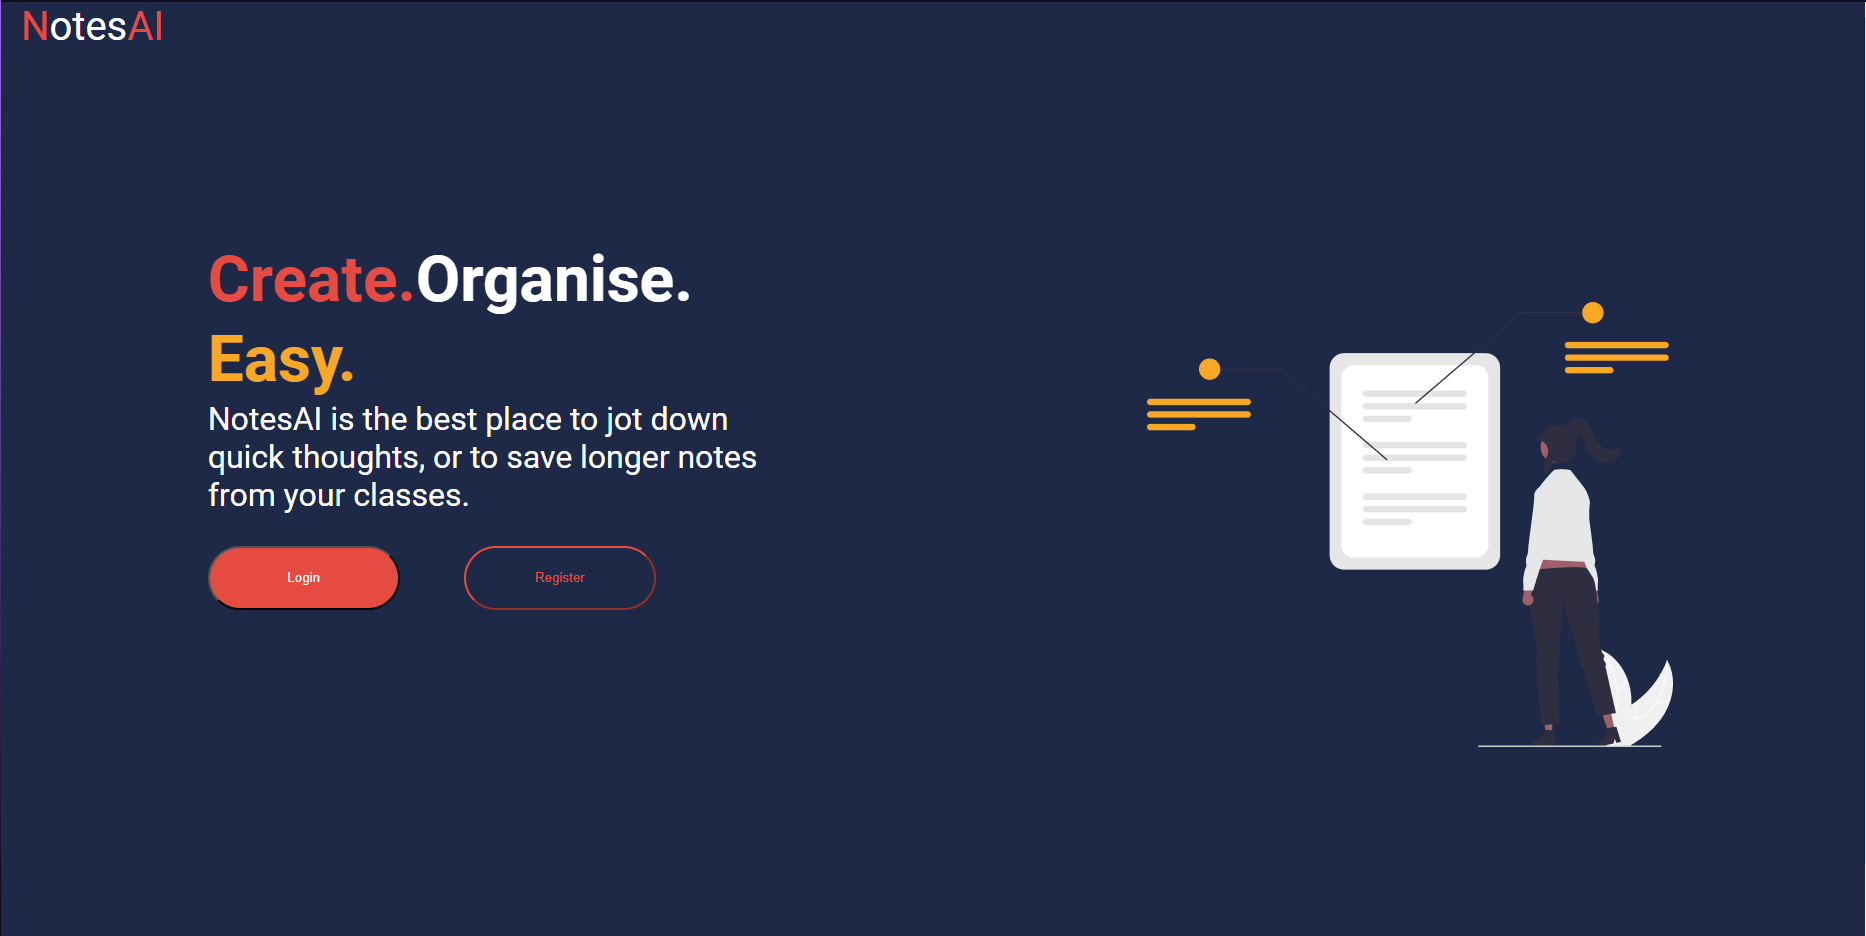 NotesAI
Create.Organise.
Easy.
NotesAI is the best place to jot down
quick thoughts, or to save longer notes
from your classes.
Login
Register